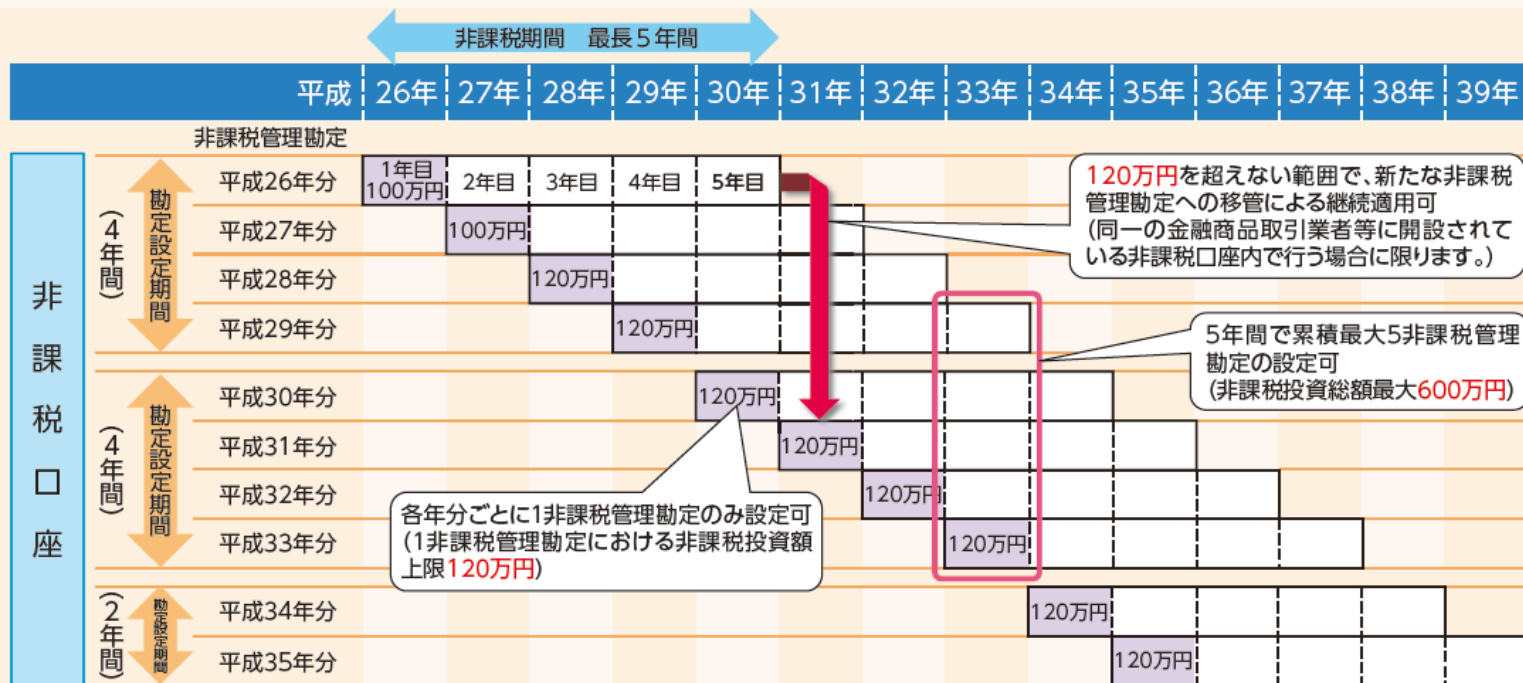 非課税期間 最長5年間
平成 26年 27年 28年 29年 30年 31年 32年 33年 34年 35年 36年 37年 38年 39年
非課税口座
非課税管理勘定
勘定設定期間
(4年間)
平成26年分 1年目 100万円 2年目 3年目 4年目 5年目
平成27年分 100万円
平成28年分 120万円
平成29年分 120万円
120万円を超えない範囲で、新たな非課税
管理勘定への移管による継続適用可
(同一の金融商品取引業者等に開設されて
いる非課税口座内で行う場合に限ります。)
5年間で累積最大5非課税管理
勘定の設定可
(非課税投資総額最大600万円)
勘定設定期間
(4年間)
平成30年分 120万円
平成31年分 120万円
平成32年分 120万円
平成33年分 120万円
各年分ごとに1非課税管理勘定のみ設定可
(1非課税管理勘定における非課税投資額
上限120万円)
勘定設定期間
(2年間)
平成34年分 120万円
平成35年分 120万円